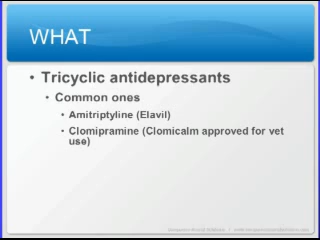 WHAT
• Tricyclic antidepressants
• Common ones
• Amitriptyline (Elavil)
• Clomipramine (Clomicalm approved for vet
use)